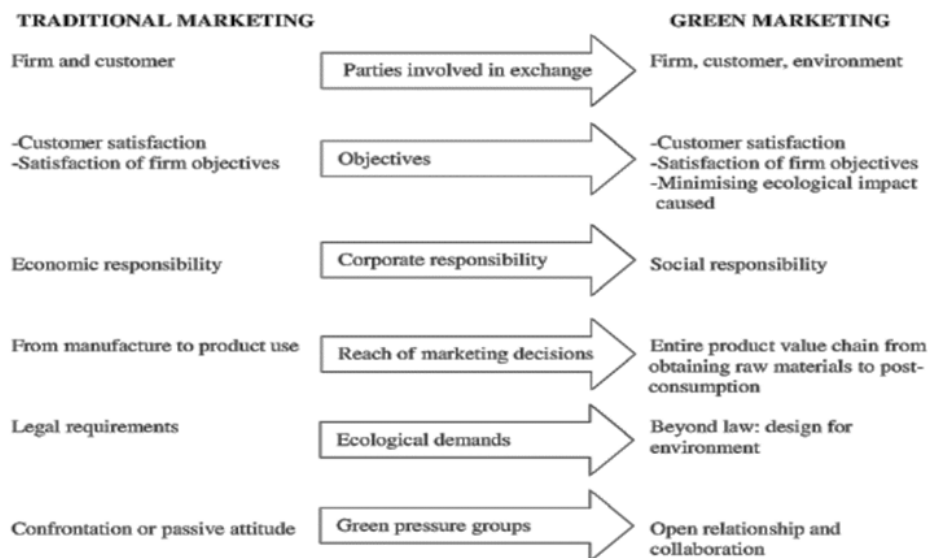 TRADITIONAL MARKETING
GREEN MARKETING
Firm and customer
Parties involved in exchange
Firm, customer, environment
-Customer satisfaction
-Satisfaction of firm objectives
Objectives
-Customer satisfaction
-Satisfaction of firm objectives
-Minimising ecological impact
caused
Economic responsibility
Corporate responsibility
Social responsibility
From manufacture to product use
Reach of marketing decisions
Entire product value chain from
obtaining raw materials to post-
consumption
Legal requirements
Ecological demands
Beyond law: design for
environment
Confrontation or passive attitude
Green pressure groups
Open relationship and
collaboration